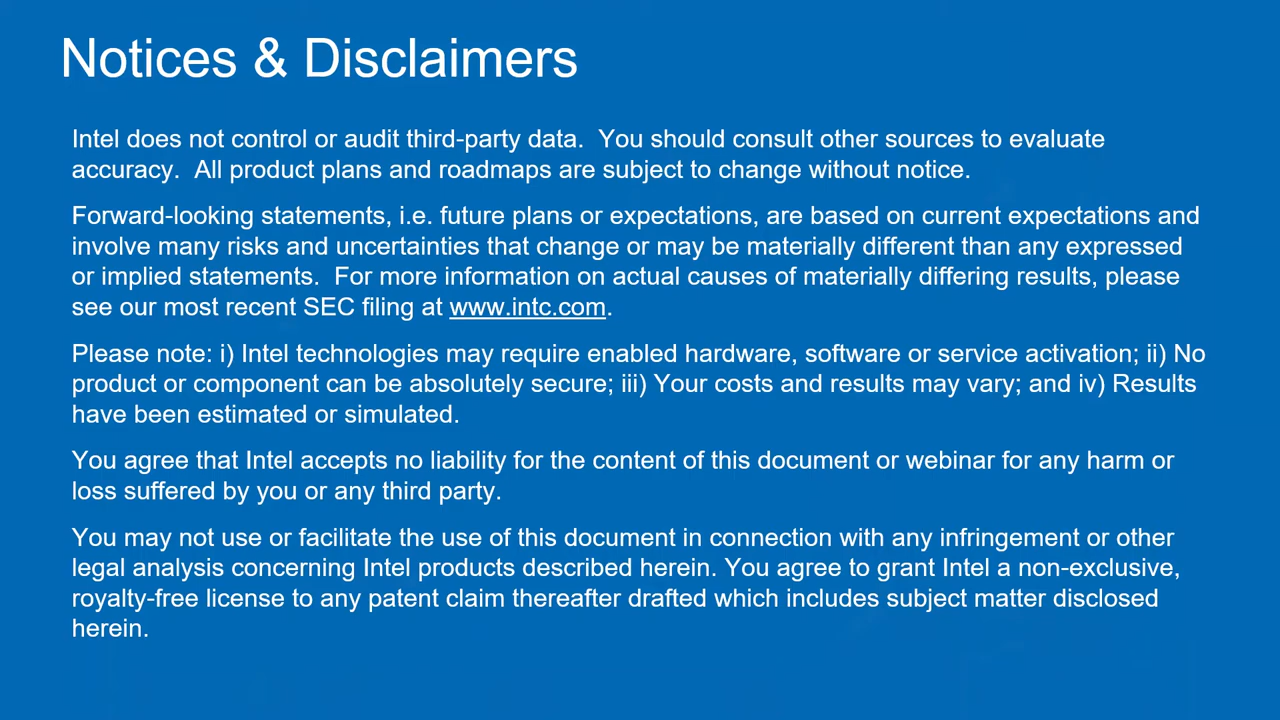 Notices & Disclaimers
Intel does not control or audit third-party data.  You should consult other sources to evaluate
accuracy.  All product plans and roadmaps are subject to change without notice.
Forward-looking statements, i.e. future plans or expectations, are based on current expectations and
involve many risks and uncertainties that change or may be materially different than any expressed
or implied statements.  For more information on actual causes of materially differing results, please
see our most recent SEC filing at www.intc.com.
Please note: i) Intel technologies may require enabled hardware, software or service activation; ii) No
product or component can be absolutely secure; iii) Your costs and results may vary; and iv) Results
have been estimated or simulated.
You agree that Intel accepts no liability for the content of this document or webinar for any harm or
loss suffered by you or any third party.
You may not use or facilitate the use of this document in connection with any infringement or other
legal analysis concerning Intel products described herein. You agree to grant Intel a non-exclusive,
royalty-free license to any patent claim thereafter drafted which includes subject matter disclosed
herein.